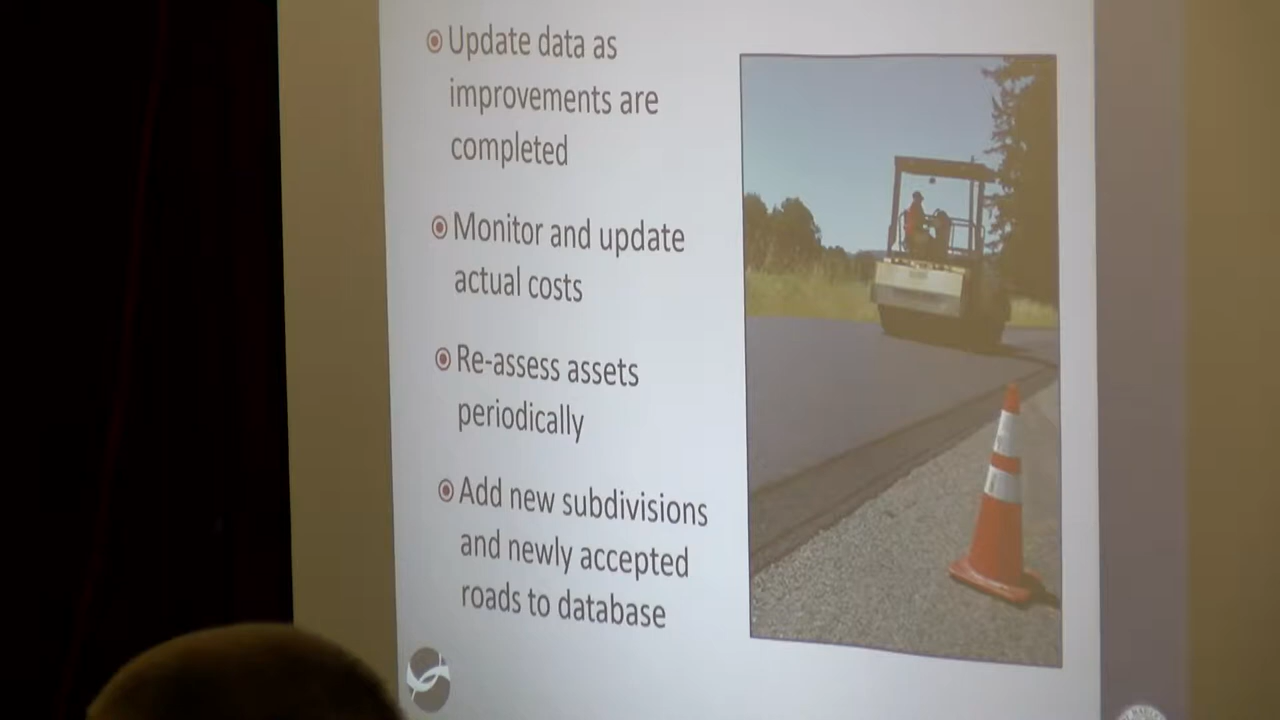 Update data as
improvements are
completed
Monitor and update
actual costs
Re-assess assets
periodically
Add new subdivisions
and newly accepted
roads to database